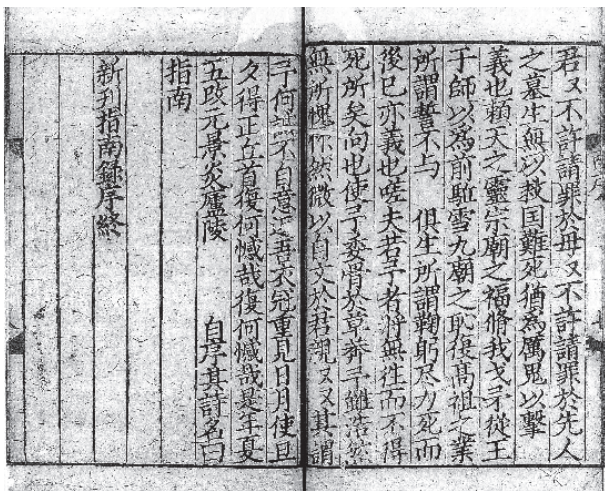 君又不許請罪於母又不許請罪於先人
之墓生無以救国難死猶為厲鬼以擊
義也賴天之靈宗廟之福脩我戈矛從王
于師以為前駈雪九廟之恥復高祖之業
所謂誓不与　俱生所謂鞠躬尽力死而
後已亦義也嗟夫若予者将無往而不得
死所矣向也使予委骨於草莽予雖浩然
無所愧怍然微以自文於君親〻〻其謂
予何誠不自意返吾衣冠重見日月使旦
夕得正丘首復何憾哉復何憾哉是年夏
五改元景炎廬陵　　自序其詩名曰
指南
新刊指南錄序終